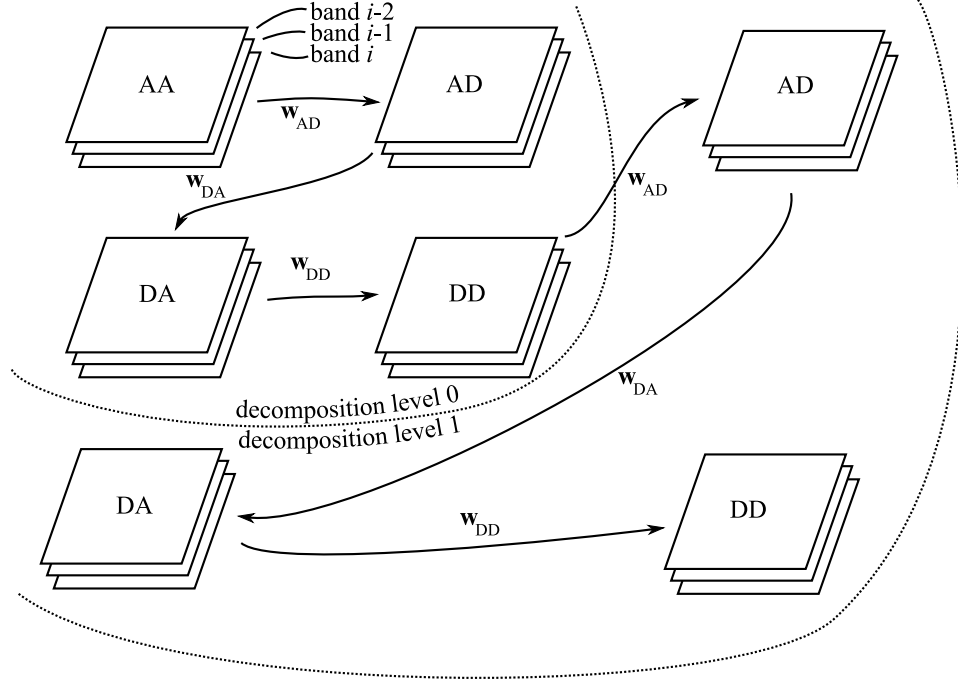 band i-2
band i-1
band i
AA
AD
AD
w_AD
w_DA
w_AD
w_DD
DA
DD
w_DA
decomposition level 0
decomposition level 1
DA
DD
w_DD